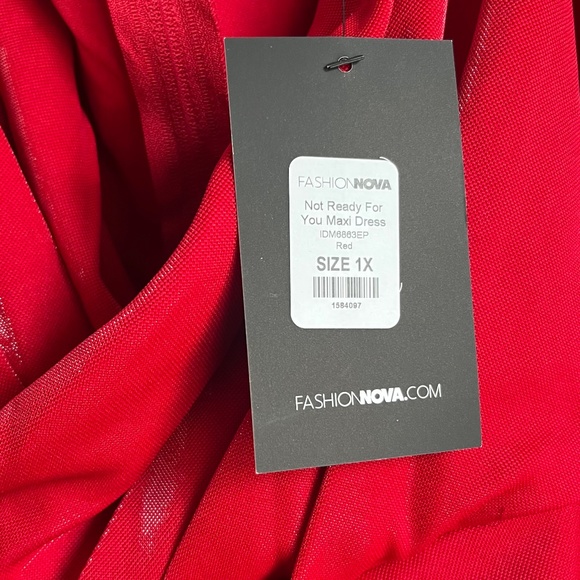 FASHIONNOVA
Not Ready For
You Maxi Dress
IDM6863EP
Red
SIZE 1X
1584097
FASHIONNOVA.COM